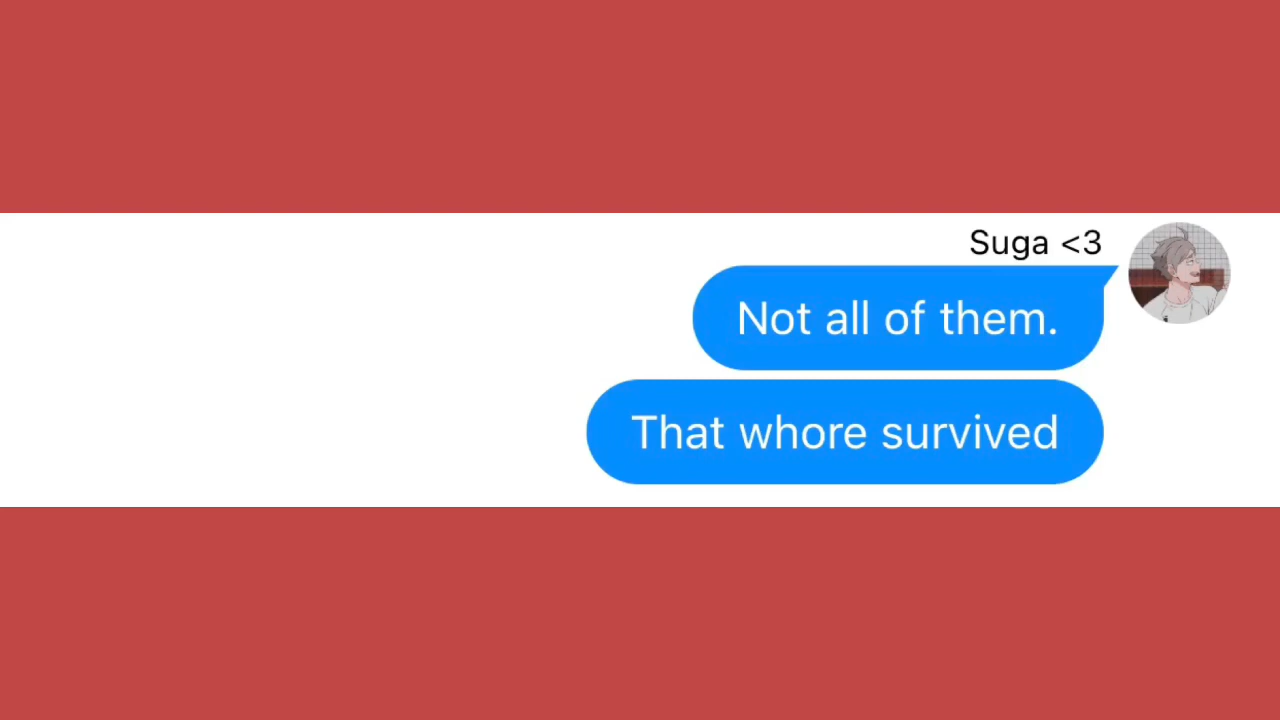 Suga <3
Not all of them.
That whore survived